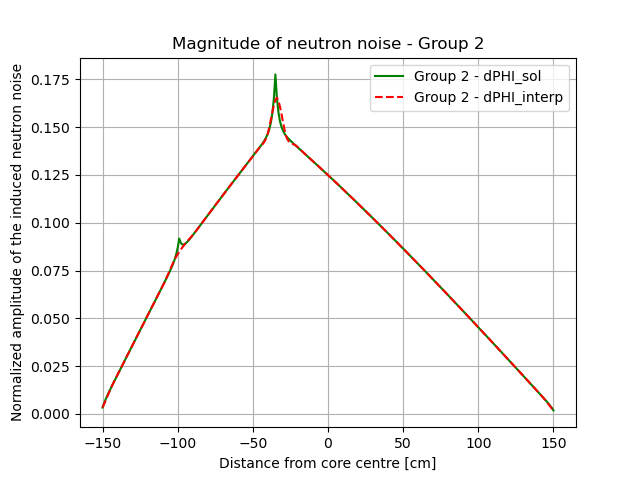 Magnitude of neutron noise - Group 2
Normalized amplitude of the induced neutron noise
0.175
0.150
0.125
0.100
0.075
0.050
0.025
0.000
Group 2 - dPHI_sol
Group 2 - dPHI_interp
−150 −100 −50 0 50 100 150
Distance from core centre [cm]